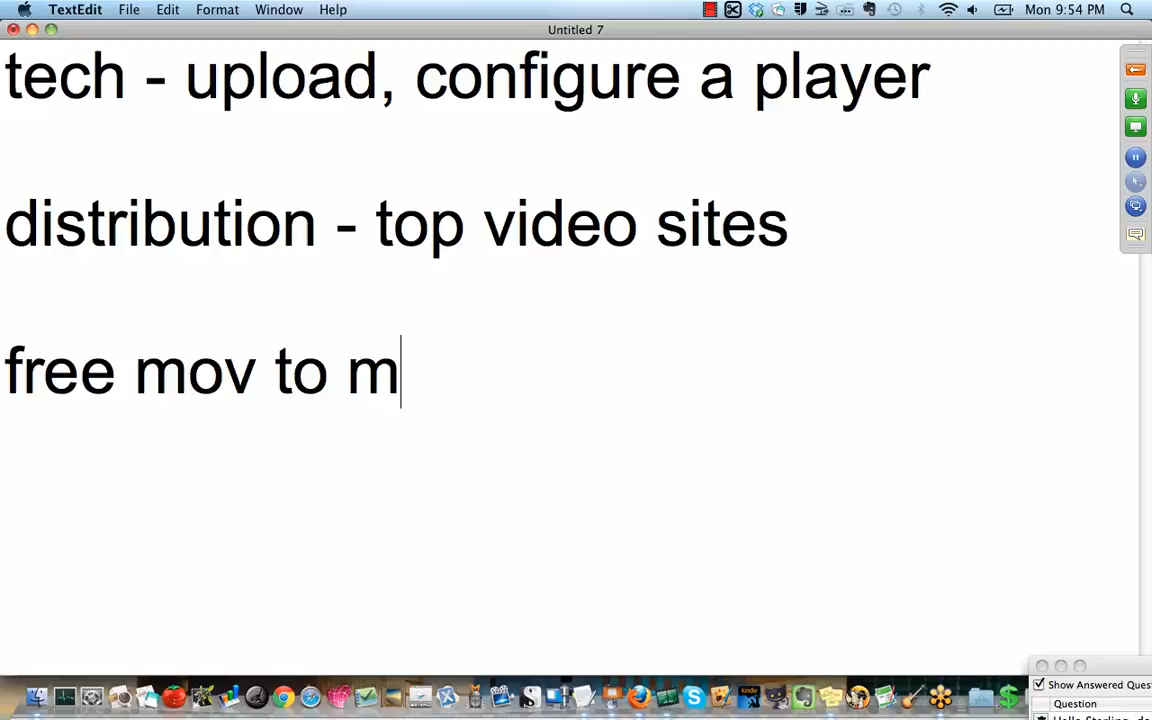 TextEdit File Edit Format Window Help Mon 9:54 PM
Untitled 7
tech - upload, configure a player
distribution - top video sites
free mov to m
Show Answered Ques
Question